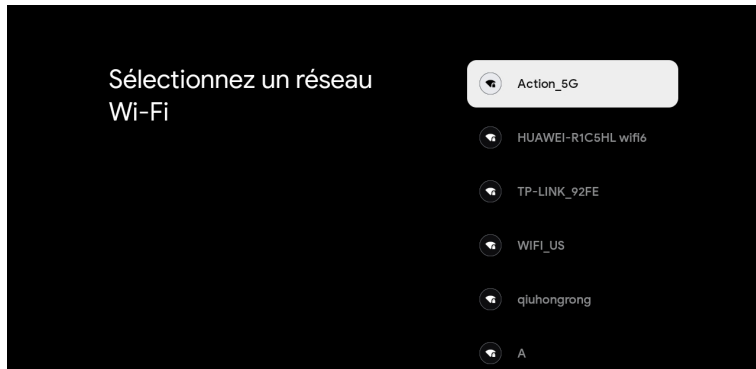 Sélectionnez un réseau
Wi-Fi
Action_5G
HUAWEI-R1C5HL wifi6
TP-LINK_92FE
WIFI_US
qiuhongrong
A